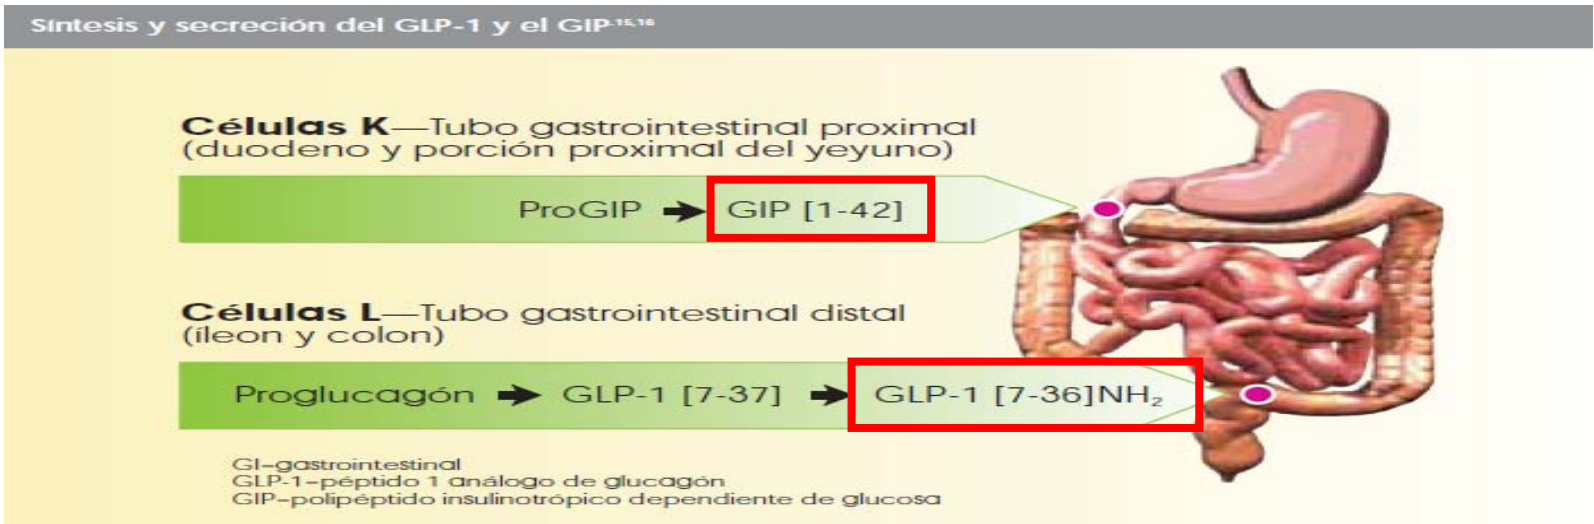 Síntesis y secreción del GLP-1 y el GIP.15,16
Células K—Tubo gastrointestinal proximal
(duodeno y porción proximal del yeyuno)
ProGIP → GIP [1-42]
Células L—Tubo gastrointestinal distal
(íleon y colon)
Proglucagón → GLP-1 [7-37] → GLP-1 [7-36]NH₂
GI–gastrointestinal
GLP-1–péptido 1 análogo de glucagón
GIP–polipéptido insulinotrópico dependiente de glucosa